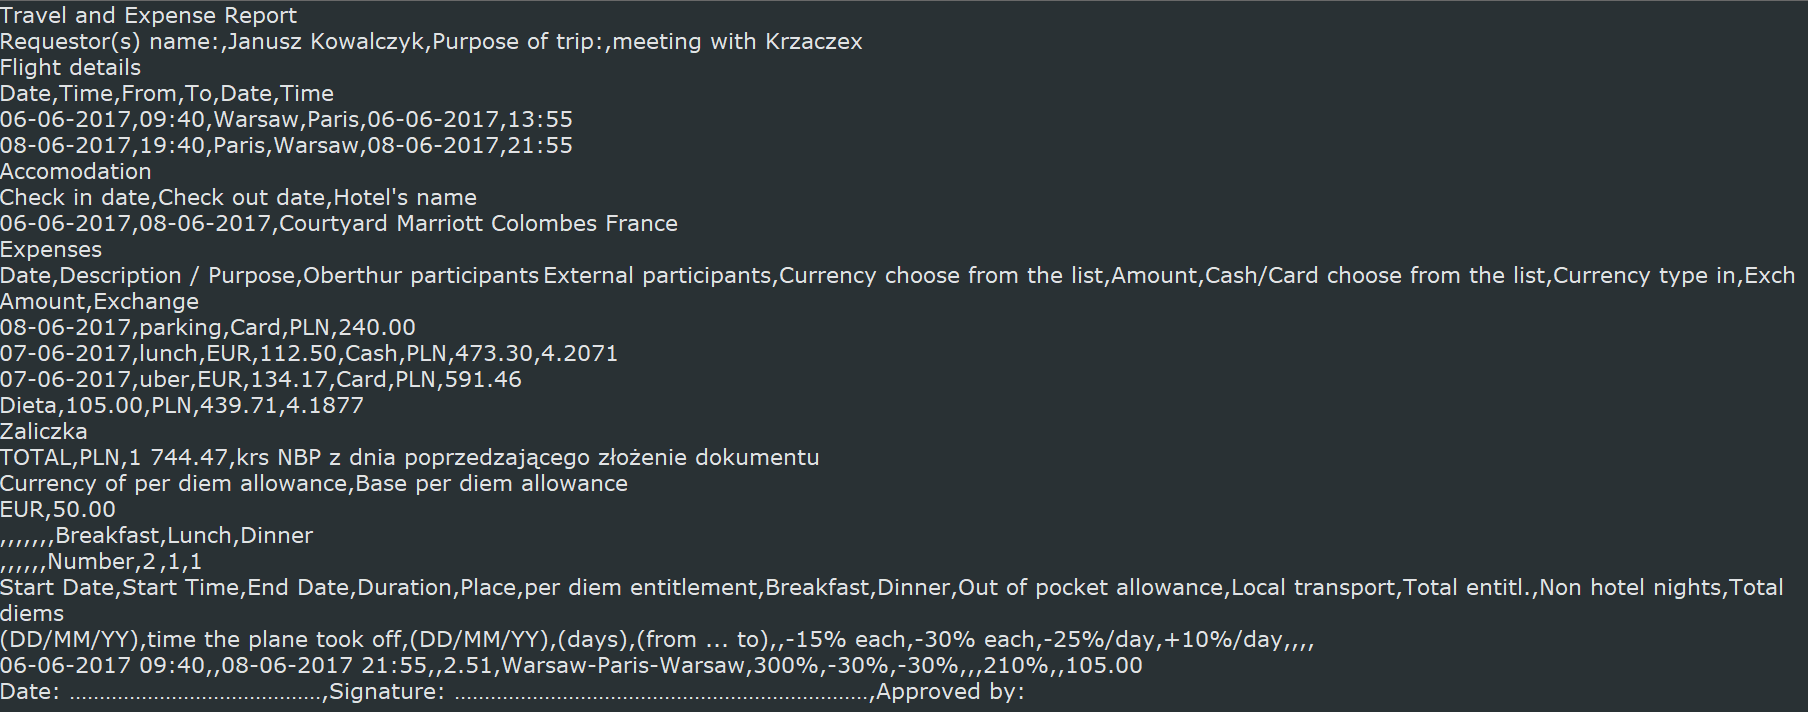 Travel and Expense Report
Requestor(s) name:,Janusz Kowalczyk,Purpose of trip:,meeting with Krzaczex
Flight details
Date,Time,From,To,Date,Time
06-06-2017,09:40,Warsaw,Paris,06-06-2017,13:55
08-06-2017,19:40,Paris,Warsaw,08-06-2017,21:55
Accomodation
Check in date,Check out date,Hotel's name
06-06-2017,08-06-2017,Courtyard Marriott Colombes France
Expenses
Date,Description / Purpose,Oberthur participants External participants,Currency choose from the list,Amount,Cash/Card choose from the list,Currency type in,Exch
Amount,Exchange
08-06-2017,parking,Card,PLN,240.00
07-06-2017,lunch,EUR,112.50,Cash,PLN,473.30,4.2071
07-06-2017,uber,EUR,134.17,Card,PLN,591.46
Dieta,105.00,PLN,439.71,4.1877
Zaliczka
TOTAL,PLN,1 744.47,krs NBP z dnia poprzedzającego złożenie dokumentu
Currency of per diem allowance,Base per diem allowance
EUR,50.00
,,,,,,,Breakfast,Lunch,Dinner
,,,,,,Number,2,1,1
Start Date,Start Time,End Date,Duration,Place,per diem entitlement,Breakfast,Dinner,Out of pocket allowance,Local transport,Total entitl.,Non hotel nights,Total
diems
(DD/MM/YY),time the plane took off,(DD/MM/YY),(days),(from ... to),,-15% each,-30% each,-25%/day,+10%/day,,,,
06-06-2017 09:40,,08-06-2017 21:55,,2.51,Warsaw-Paris-Warsaw,300%,-30%,-30%,,,210%,,105.00
Date: ..........................................,Signature: .....................................................................,Approved by: